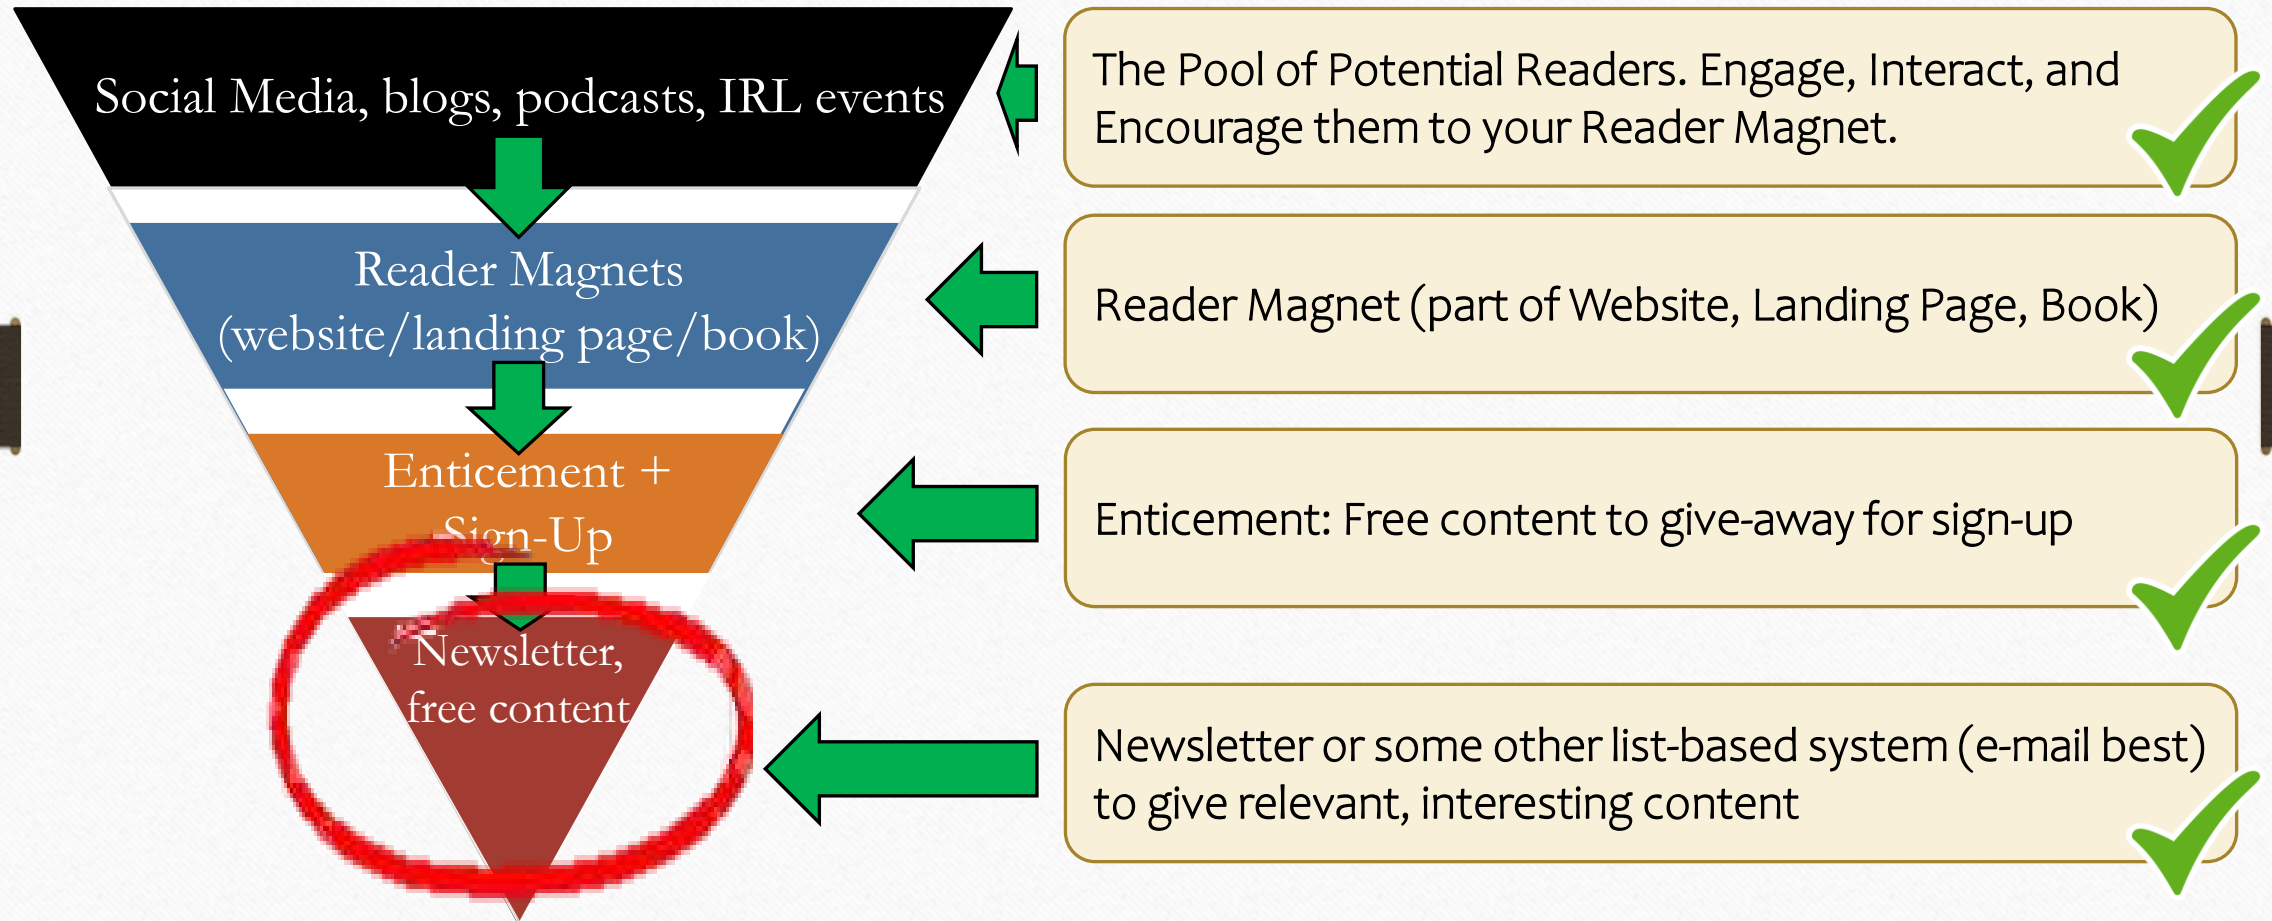 Social Media, blogs, podcasts, IRL events
The Pool of Potential Readers. Engage, Interact, and
Encourage them to your Reader Magnet.
Reader Magnets
(website/landing page/book)
Reader Magnet (part of Website, Landing Page, Book)
Enticement +
Sign-Up
Enticement: Free content to give-away for sign-up
Newsletter,
free content
Newsletter or some other list-based system (e-mail best)
to give relevant, interesting content